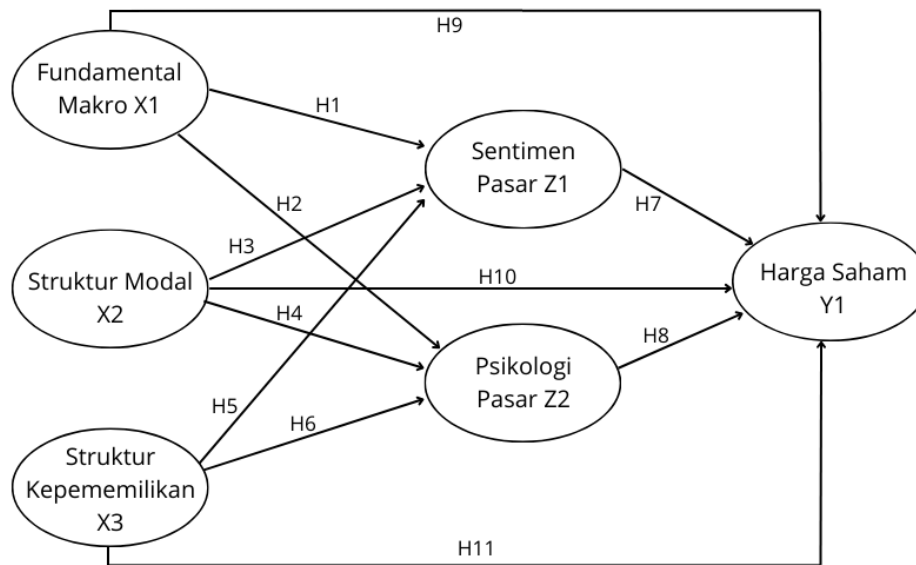 H9
Fundamental
Makro X1
H1
Sentimen
Pasar Z1
H2
H7
H3
Struktur Modal
X2
H10
Harga Saham
Y1
H4
Psikologi
Pasar Z2
H8
H5
H6
Struktur
Kepememilikan
X3
H11